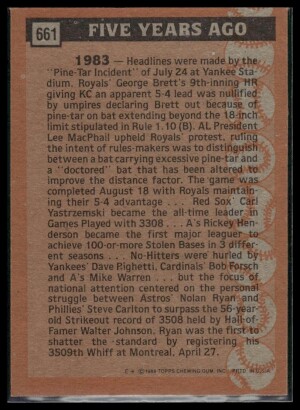 661
FIVE YEARS AGO
1983 — Headlines were made by the
"Pine-Tar Incident" of July 24 at Yankee Sta-
dium. Royals' George Brett's 9th-inning HR
giving KC an apparent 5-4 lead was nullified
by umpires declaring Brett out because of
pine-tar on bat extending beyond the 18-inch
limit stipulated in Rule 1.10 (B). AL President
Lee MacPhail upheld Royals' protest, ruling
the intent of rules-makers was to distinguish
between a bat carrying excessive pine-tar and
a "doctored" bat that has been altered to
improve the distance factor. The game was
completed August 18 with Royals maintain-
ing their 5-4 advantage . . . Red Sox' Carl
Yastrzemski became the all-time leader in
Games Played with 3308 . . . A's Rickey Hen-
derson became the first major leaguer to
achieve 100-or-more Stolen Bases in 3 differ-
ent seasons . . . No-Hitters were hurled by
Yankees' Dave Righetti, Cardinals' Bob Forsch
and A's Mike Warren . . . but the focus of
national attention centered on the personal
struggle between Astros' Nolan Ryan and
Phillies' Steve Carlton to surpass the 56-year-
old Strikeout record of 3508 held by Hall-of-
Famer Walter Johnson. Ryan was the first to
shatter the standard by registering his
3509th Whiff at Montreal. April 27.
TOPPS CHEWING GUM, INC. PRTD. IN U.S.A.